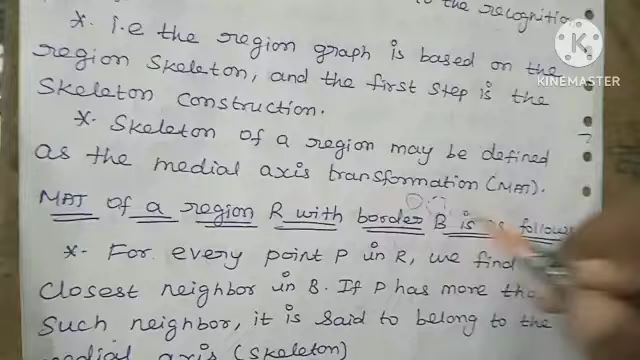 to the recognition
* i.e the region graph is based on the
region skeleton, and the first step is the
skeleton construction.
* Skeleton of a region may be defined
as the medial axis transformation (MAT).
MAT of a region R with border B is as follows
* For every point P in R, we find
closest neighbor in B. If P has more than
such neighbor, it is said to belong to the
medial axis (skeleton)
KINEMASTER